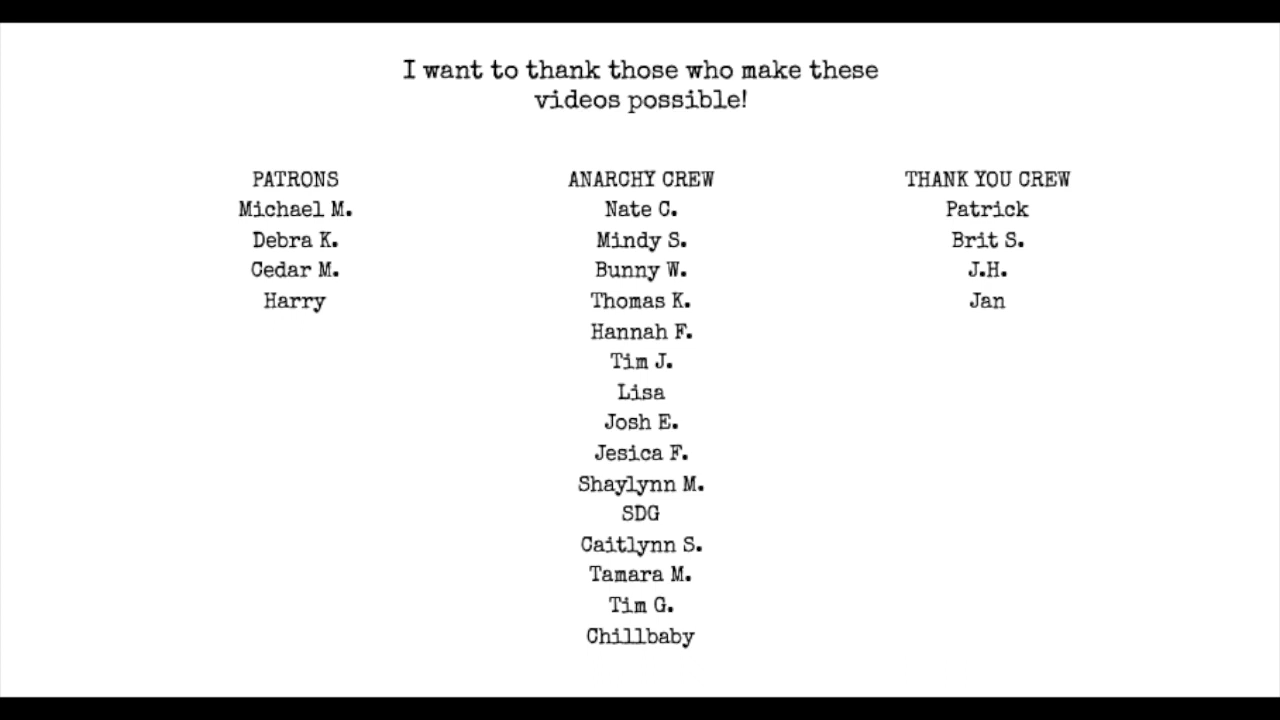 I want to thank those who make these
videos possible!
PATRONS
Michael M.
Debra K.
Cedar M.
Harry
ANARCHY CREW
Nate C.
Mindy S.
Bunny W.
Thomas K.
Hannah F.
Tim J.
Lisa
Josh E.
Jesica F.
Shaylynn M.
SDG
Caitlynn S.
Tamara M.
Tim G.
Chillbaby
THANK YOU CREW
Patrick
Brit S.
J.H.
Jan